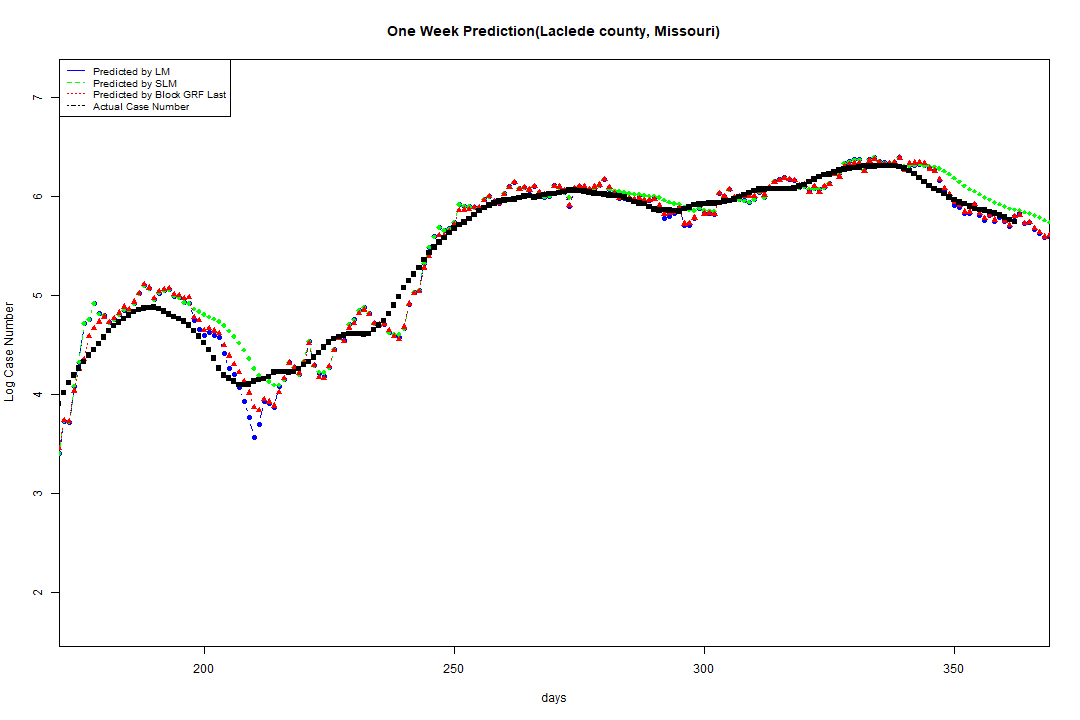 One Week Prediction(Laclede county, Missouri)
Predicted by LM
Predicted by SLM
Predicted by Block GRF Last
Actual Case Number
7
6
5
4
3
2
Log Case Number
200 250 300 350
days